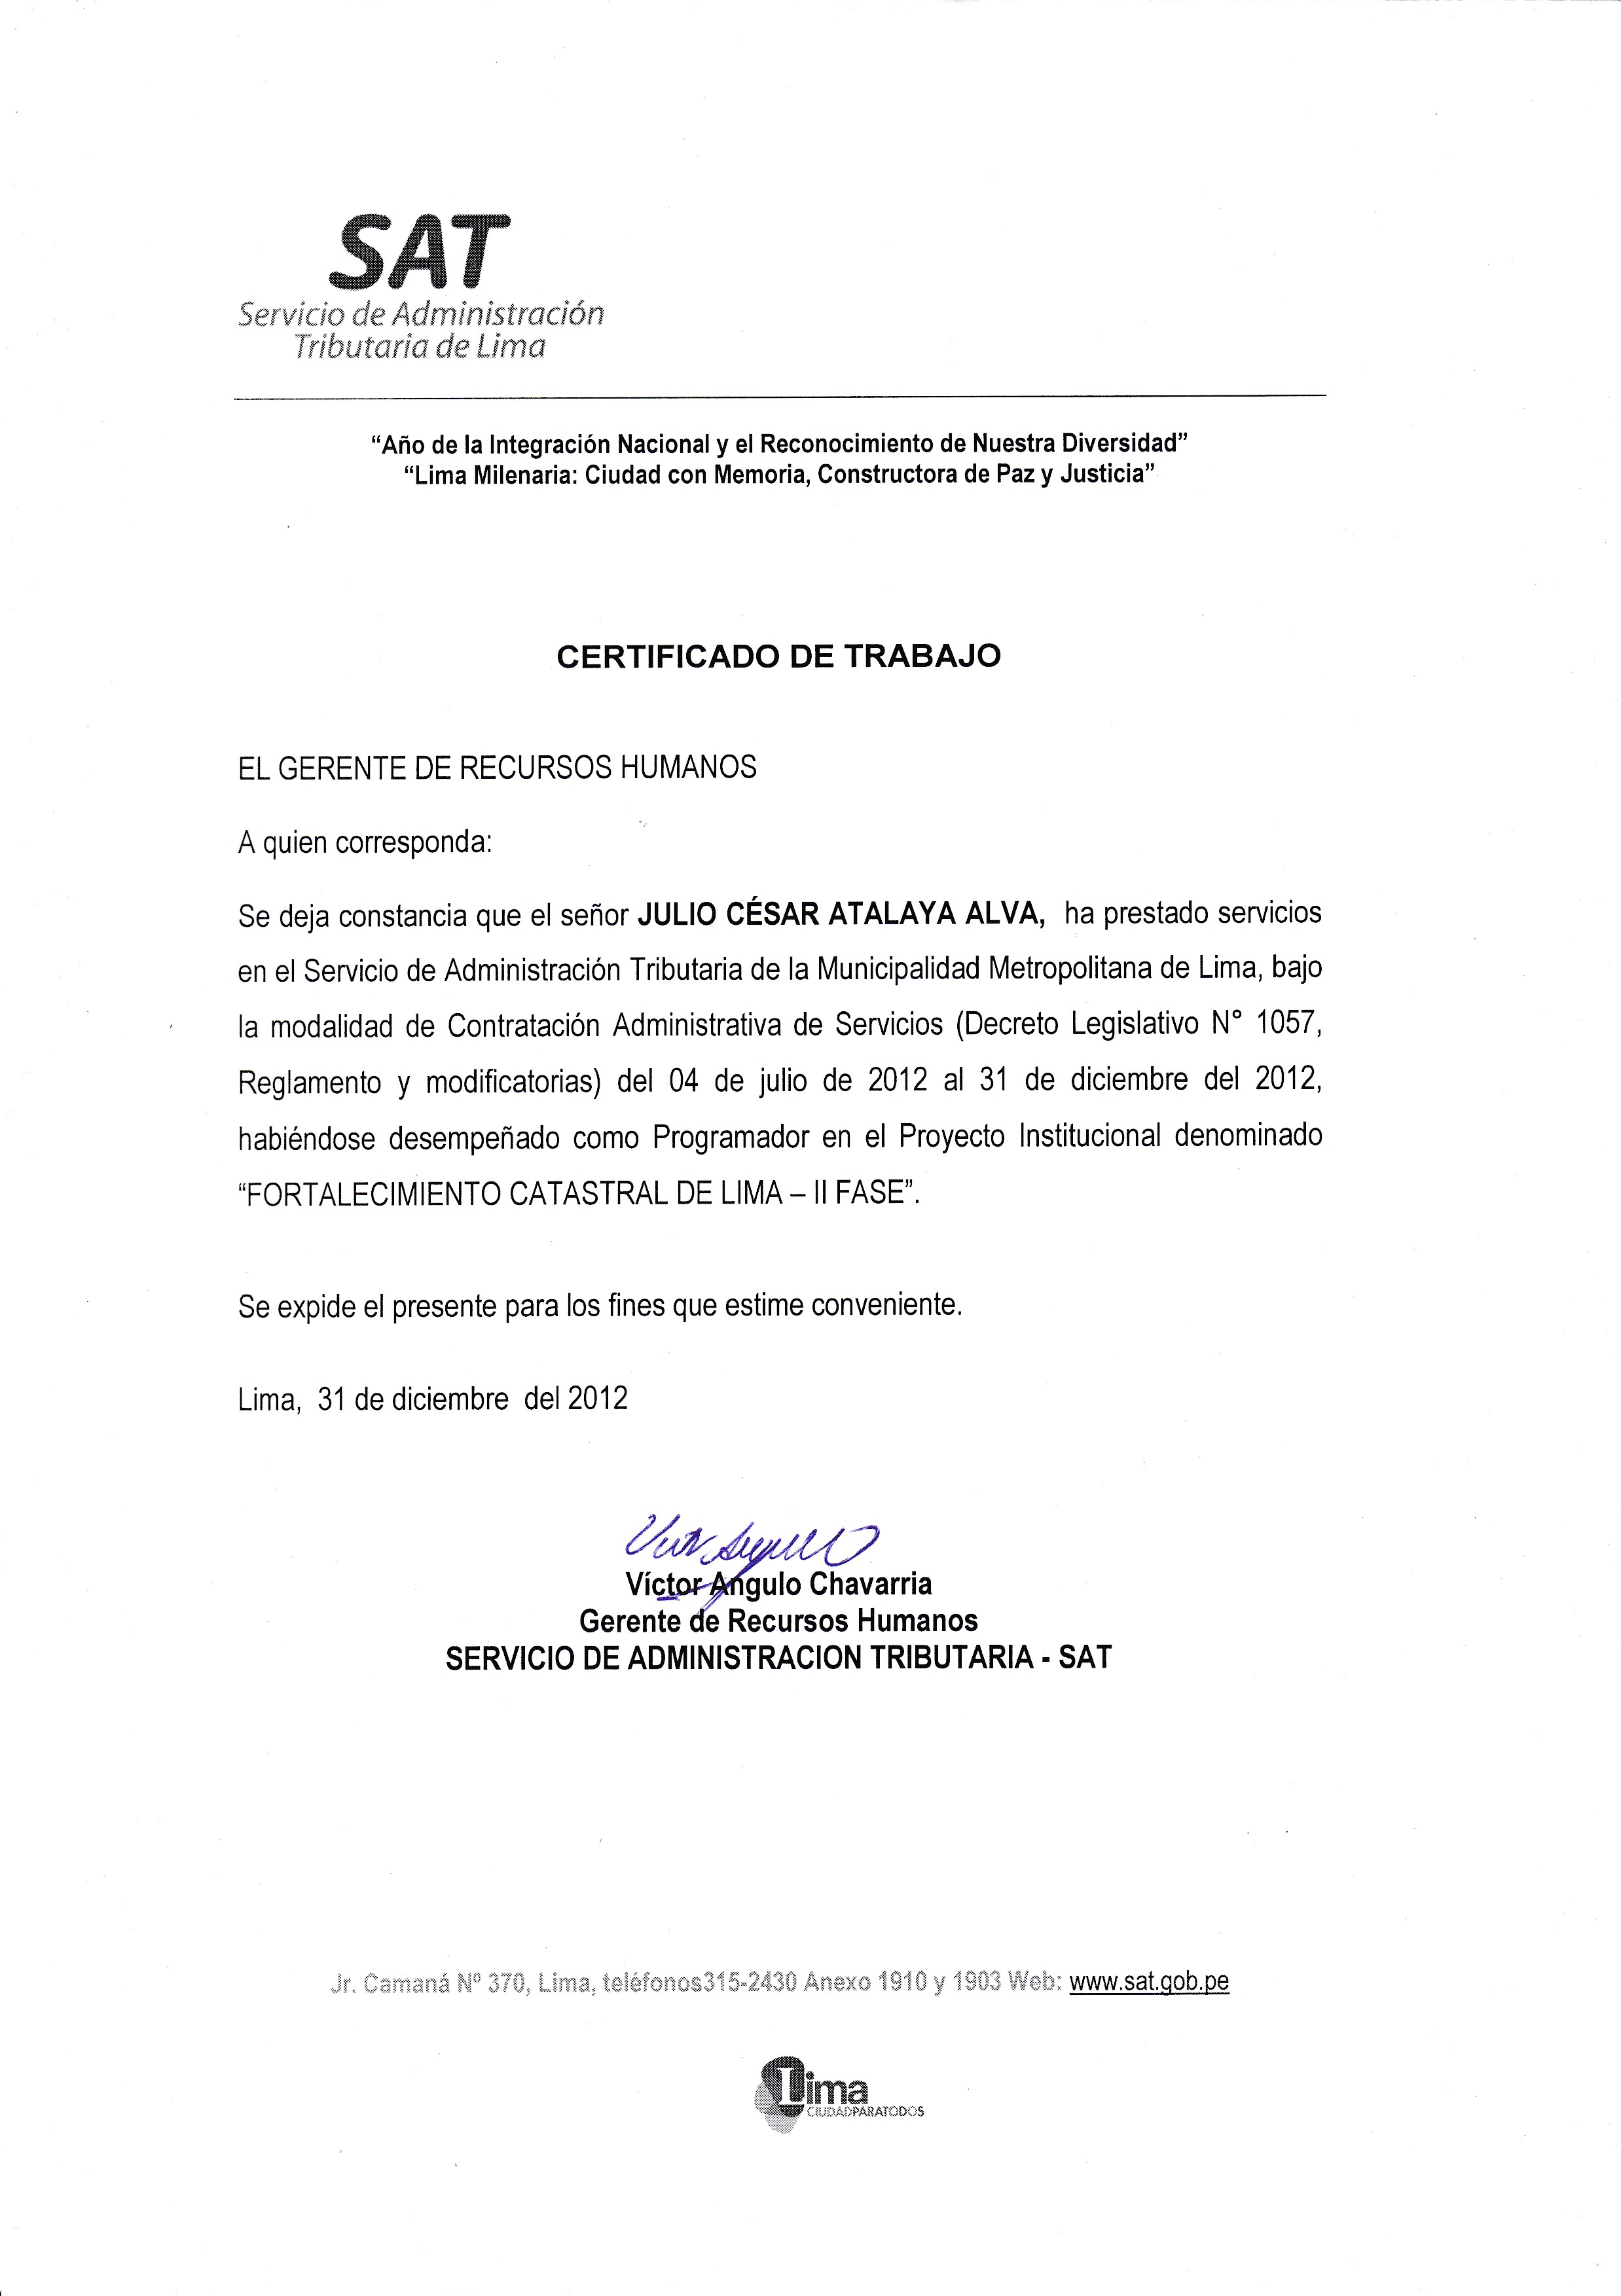 SAT
Servicio de Administración
Tributaria de Lima
“Año de la Integración Nacional y el Reconocimiento de Nuestra Diversidad”
“Lima Milenaria: Ciudad con Memoria, Constructora de Paz y Justicia”
CERTIFICADO DE TRABAJO
EL GERENTE DE RECURSOS HUMANOS
A quien corresponda:
Se deja constancia que el señor JULIO CÉSAR ATALAYA ALVA, ha prestado servicios
en el Servicio de Administración Tributaria de la Municipalidad Metropolitana de Lima, bajo
la modalidad de Contratación Administrativa de Servicios (Decreto Legislativo N° 1057,
Reglamento y modificatorias) del 04 de julio de 2012 al 31 de diciembre del 2012,
habiéndose desempeñado como Programador en el Proyecto Institucional denominado
“FORTALECIMIENTO CATASTRAL DE LIMA – II FASE”.
Se expide el presente para los fines que estime conveniente.
Lima, 31 de diciembre del 2012
Víctor Angulo Chavarria
Gerente de Recursos Humanos
SERVICIO DE ADMINISTRACION TRIBUTARIA - SAT
Jr. Camaná Nº 370, Lima, teléfonos315-2430 Anexo 1910 y 1903 Web: www.sat.gob.pe
Lima
CIUDADPARATODOS